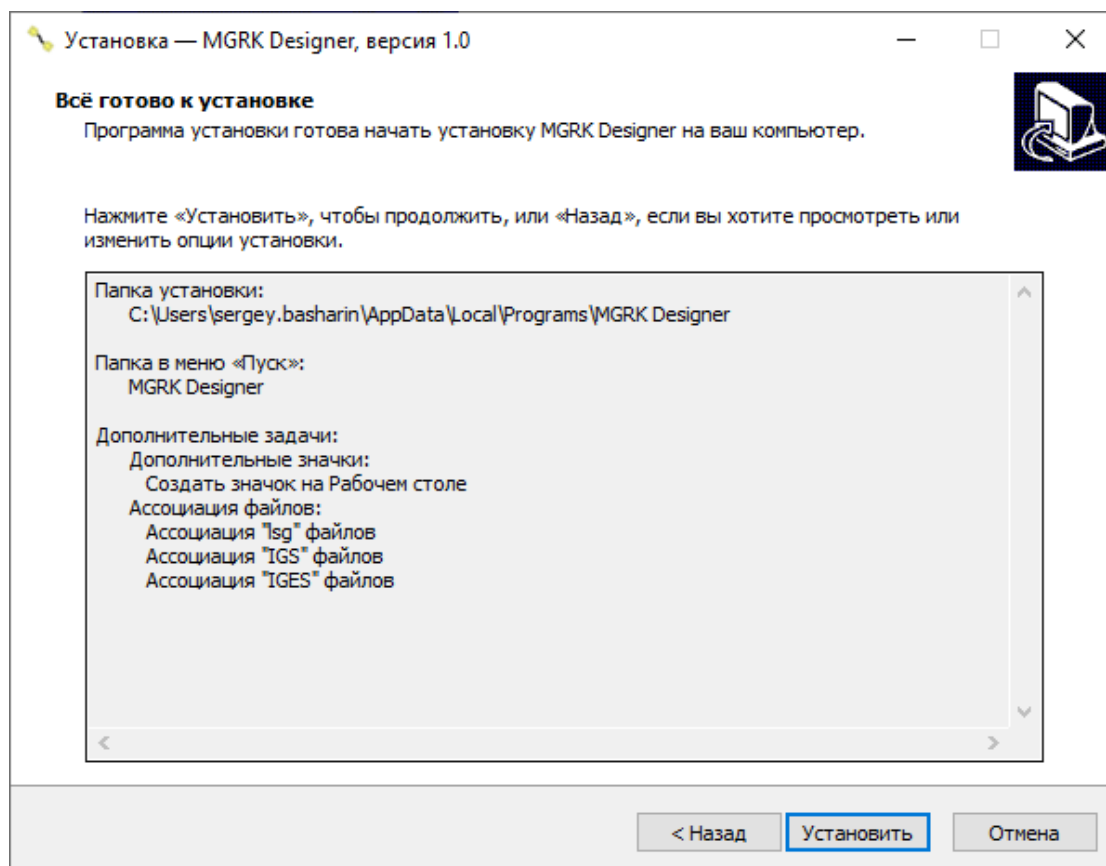 Установка — MGRK Designer, версия 1.0
Всё готово к установке
Программа установки готова начать установку MGRK Designer на ваш компьютер.
Нажмите «Установить», чтобы продолжить, или «Назад», если вы хотите просмотреть или
изменить опции установки.
Папка установки:
C:\Users\sergey.basharin\AppData\Local\Programs\MGRK Designer
Папка в меню «Пуск»:
MGRK Designer
Дополнительные задачи:
Дополнительные значки:
Создать значок на Рабочем столе
Ассоциация файлов:
Ассоциация "lsg" файлов
Ассоциация "IGS" файлов
Ассоциация "IGES" файлов
< Назад
Установить
Отмена